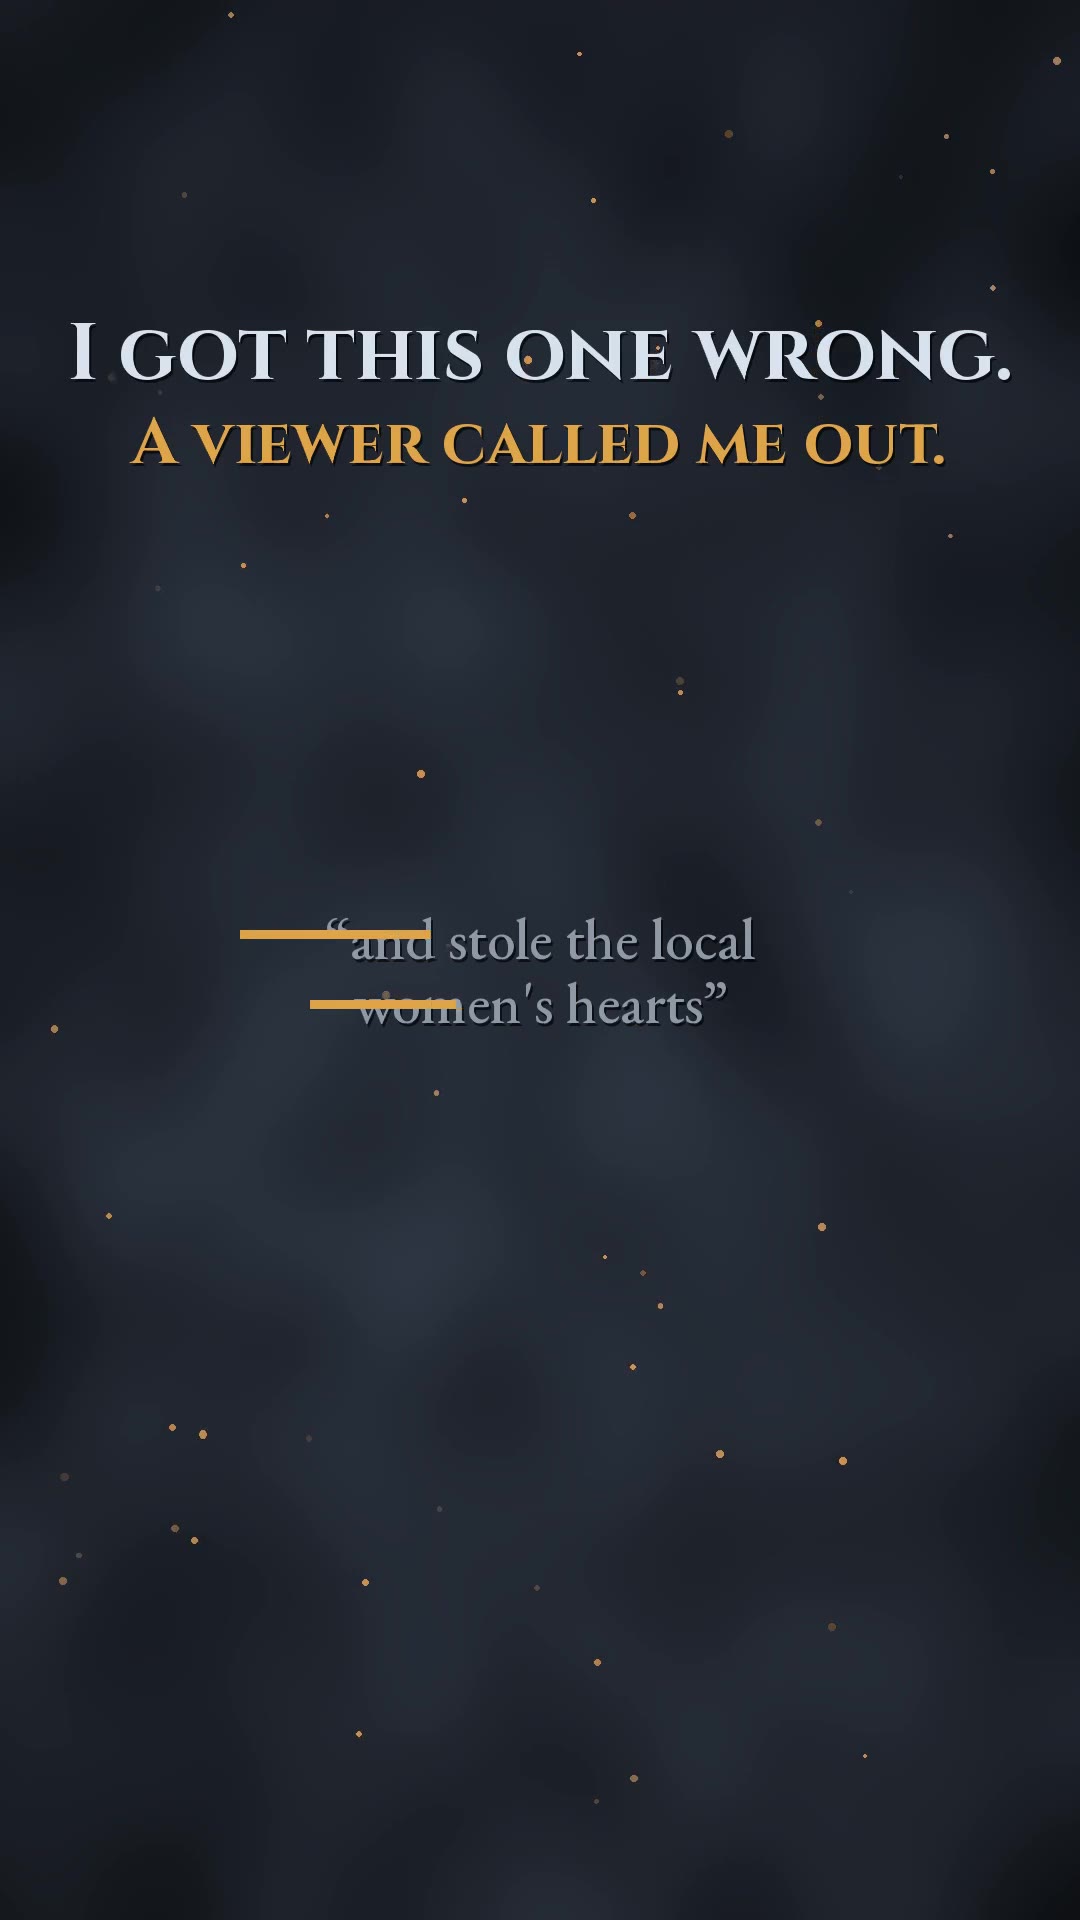 I GOT THIS ONE WRONG.
A VIEWER CALLED ME OUT.
“and stole the local
women's hearts”